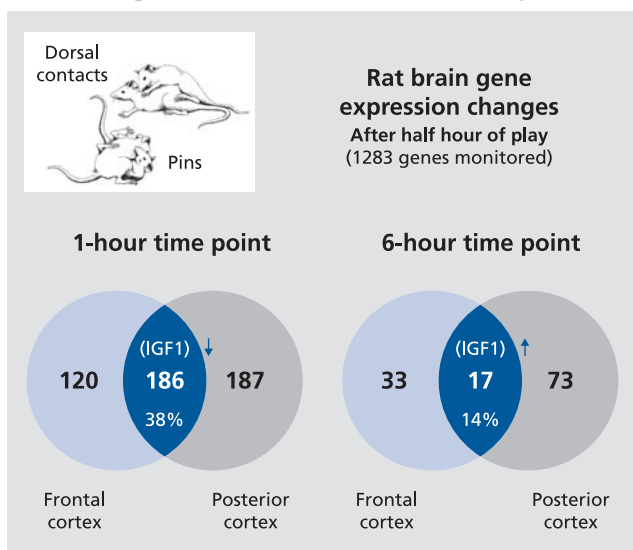 Dorsal
contacts
Pins
Rat brain gene
expression changes
After half hour of play
(1283 genes monitored)
1-hour time point
(IGF1) ↓
120 186 187
38%
Frontal
cortex
Posterior
cortex
6-hour time point
(IGF1) ↑
33 17 73
14%
Frontal
cortex
Posterior
cortex